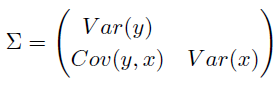 Σ = ( Var(y)
Cov(y, x) Var(x) )